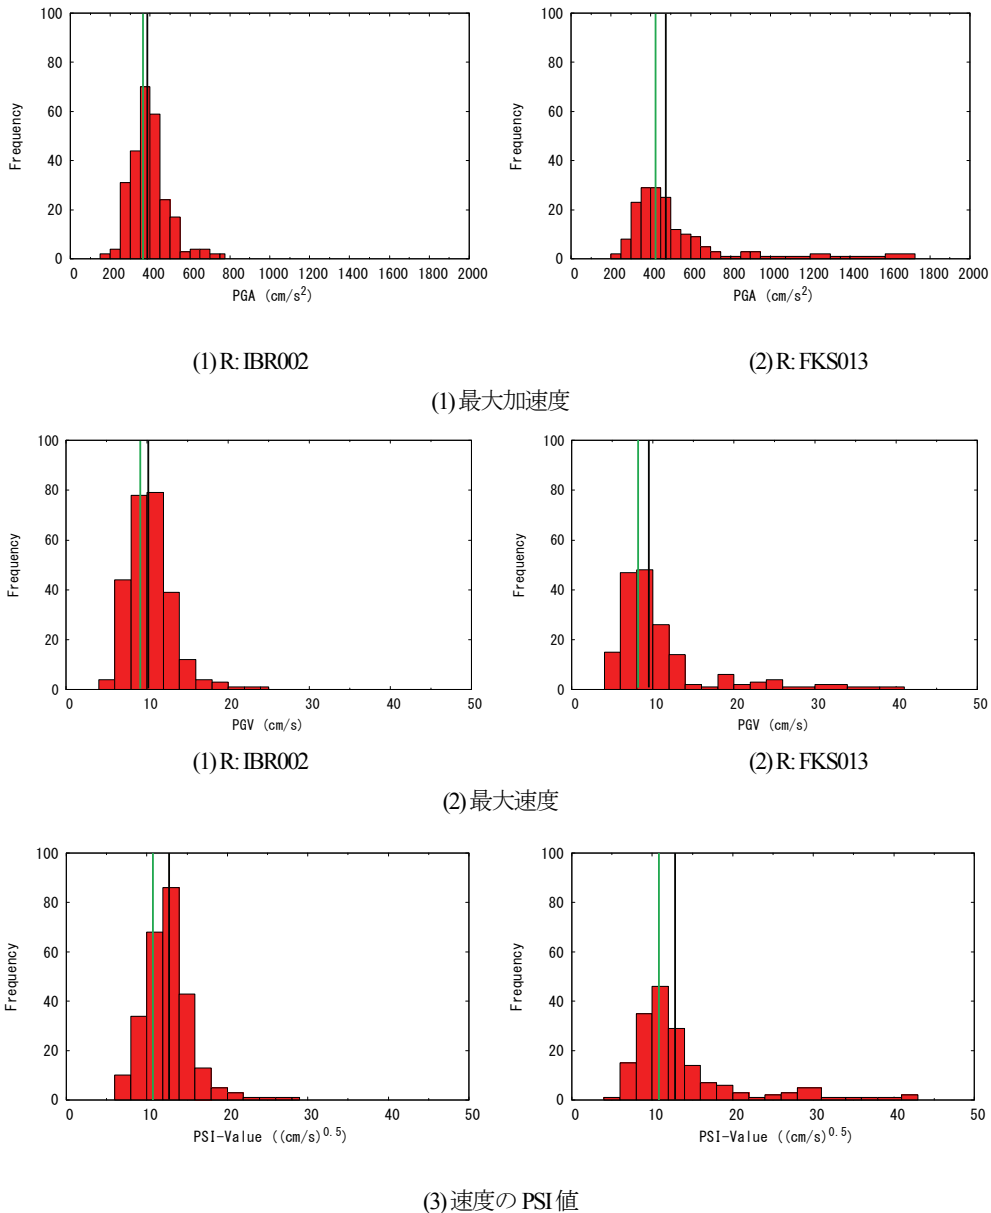 100 100
80 80
60 60
40 40
20 20
0 0
Frequency Frequency
0 200 400 600 800 1000 1200 1400 1600 1800 2000 0 200 400 600 800 1000 1200 1400 1600 1800 2000
PGA (cm/s2) PGA (cm/s2)
(1) R: IBR002 (2) R: FKS013
(1) 最大加速度
100 100
80 80
60 60
40 40
20 20
0 0
Frequency Frequency
0 10 20 30 40 50 0 10 20 30 40 50
PGV (cm/s) PGV (cm/s)
(1) R: IBR002 (2) R: FKS013
(2) 最大速度
100 100
80 80
60 60
40 40
20 20
0 0
Frequency Frequency
0 10 20 30 40 50 0 10 20 30 40 50
PSI-Value ((cm/s)0.5) PSI-Value ((cm/s)0.5)
(3) 速度の PSI 値